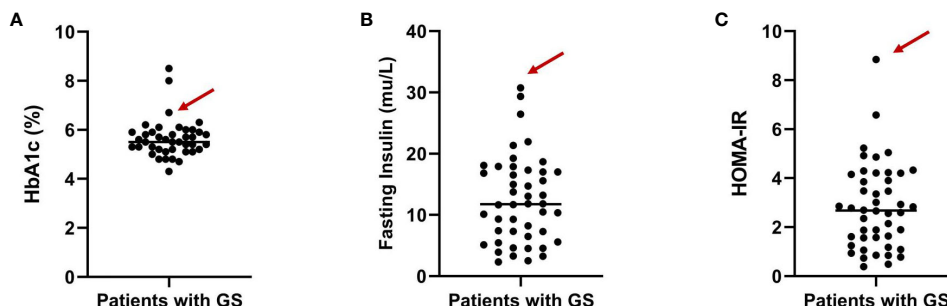 A
HbA1c (%)
10
8
6
4
2
0
Patients with GS
B
Fasting Insulin (mu/L)
40
30
20
10
0
Patients with GS
C
HOMA-IR
10
8
6
4
2
0
Patients with GS